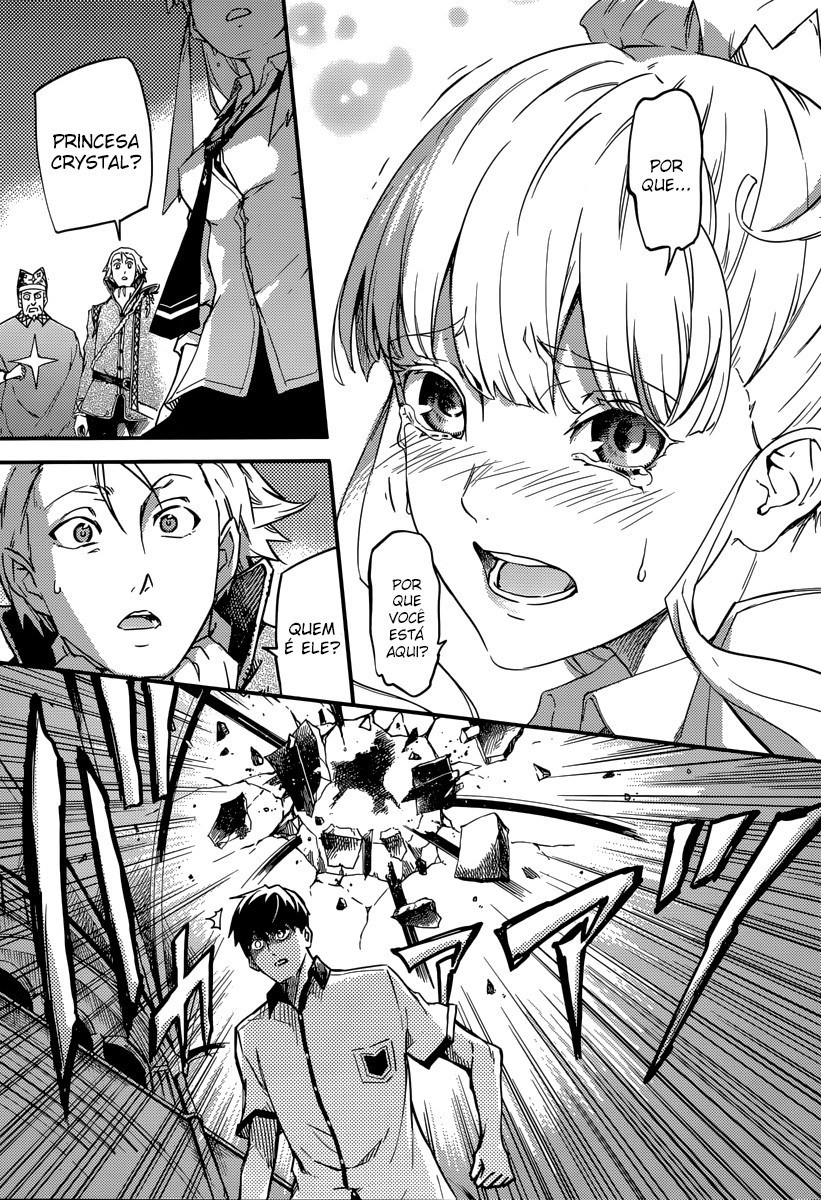 POR
QUE...
POR
QUE
VOCÊ
ESTÁ
AQUI?
PRINCESA
CRYSTAL?
QUEM
É ELE?